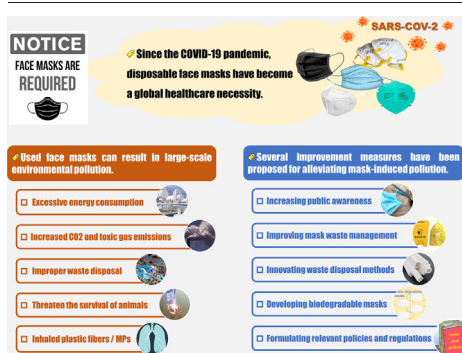 SARS-COV-2
NOTICE
FACE MASKS ARE
REQUIRED
Since the COVID-19 pandemic,
disposable face masks have become
a global healthcare necessity.
Used face masks can result in large-scale
environmental pollution.
Excessive energy consumption
Increased CO2 and toxic gas emissions
Improper waste disposal
Threaten the survival of animals
Inhaled plastic fibers / MPs
Several improvement measures have been
proposed for alleviating mask-induced pollution.
Increasing public awareness
Improving mask waste management
Innovating waste disposal methods
Developing biodegradable masks
Formulating relevant policies and regulations